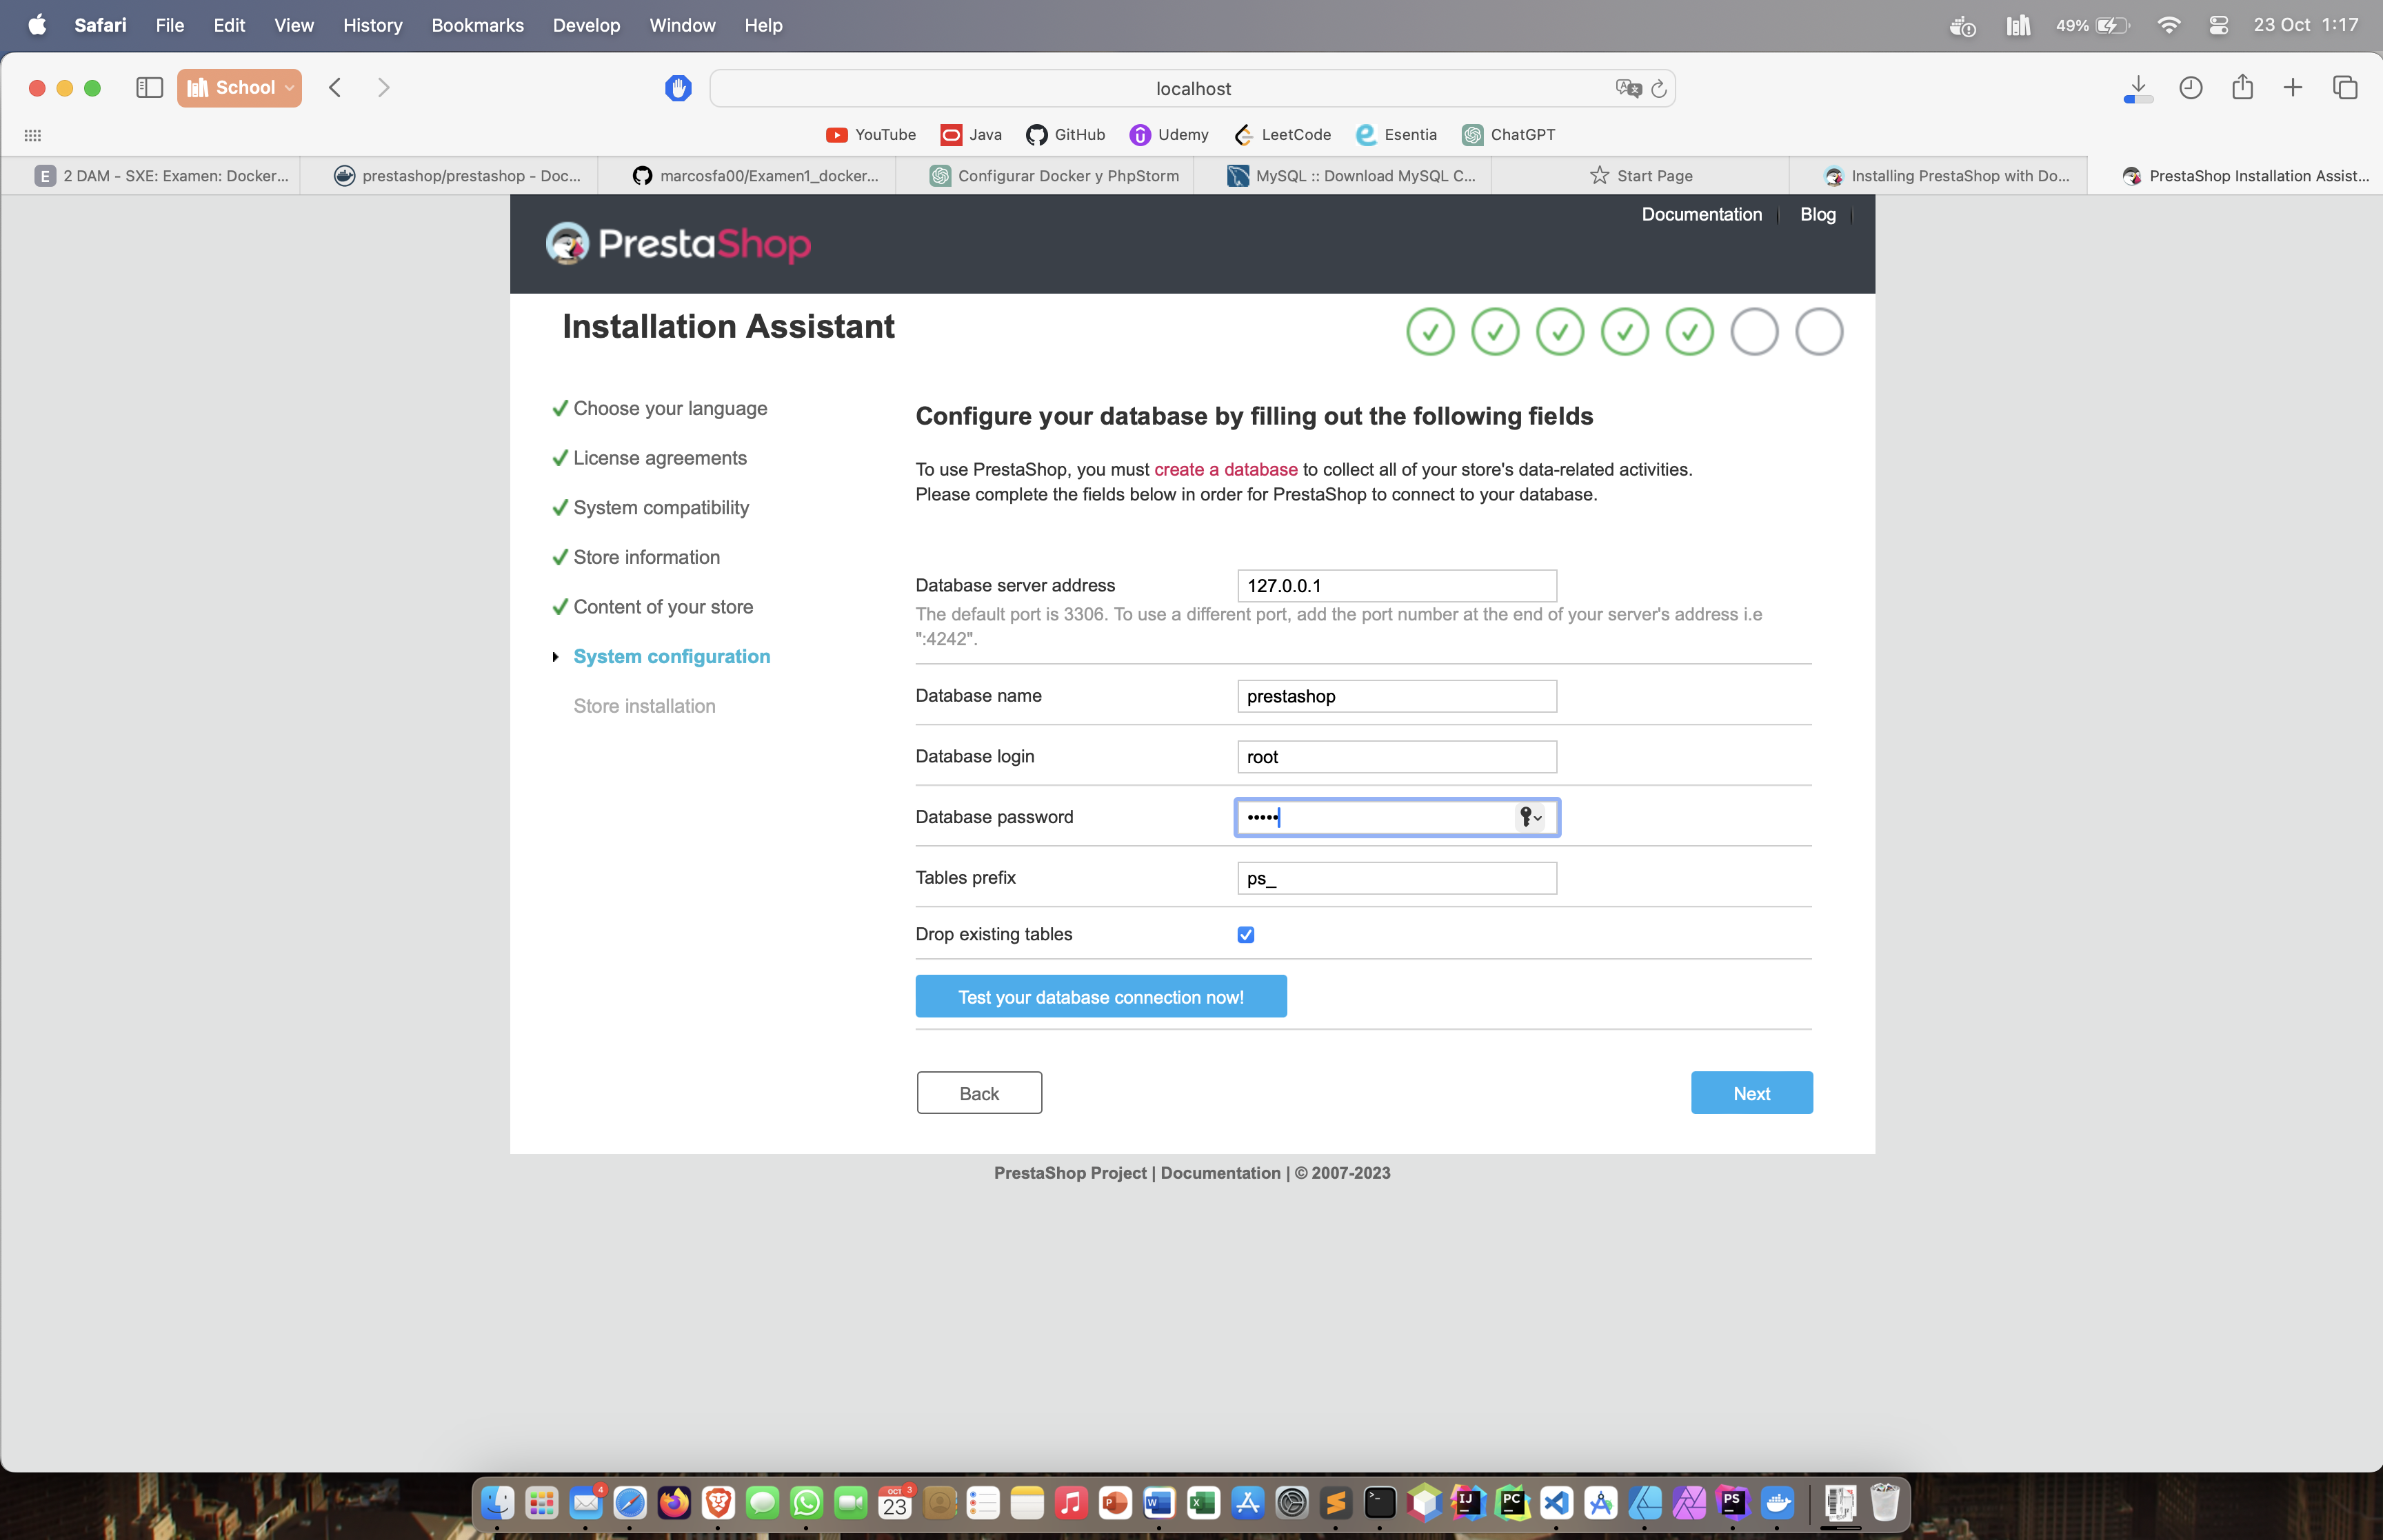 Safari File Edit View History Bookmarks Develop Window Help 49% 23 Oct 1:17
School localhost
YouTube Java GitHub Udemy LeetCode Esentia ChatGPT
E 2 DAM - SXE: Examen: Docker... prestashop/prestashop - Doc... marcosfa00/Examen1_docker... Configurar Docker y PhpStorm MySQL :: Download MySQL C... Start Page Installing PrestaShop with Do... PrestaShop Installation Assist...
Documentation Blog
PrestaShop
Installation Assistant
Choose your language
License agreements
System compatibility
Store information
Content of your store
System configuration
Store installation
Configure your database by filling out the following fields
To use PrestaShop, you must create a database to collect all of your store's data-related activities.
Please complete the fields below in order for PrestaShop to connect to your database.
Database server address 127.0.0.1
The default port is 3306. To use a different port, add the port number at the end of your server's address i.e
":4242".
Database name prestashop
Database login root
Database password •••••
Tables prefix ps_
Drop existing tables
Test your database connection now!
Back Next
PrestaShop Project | Documentation | © 2007-2023
4 OCT 23 3 P W X >_ IJ PC PS